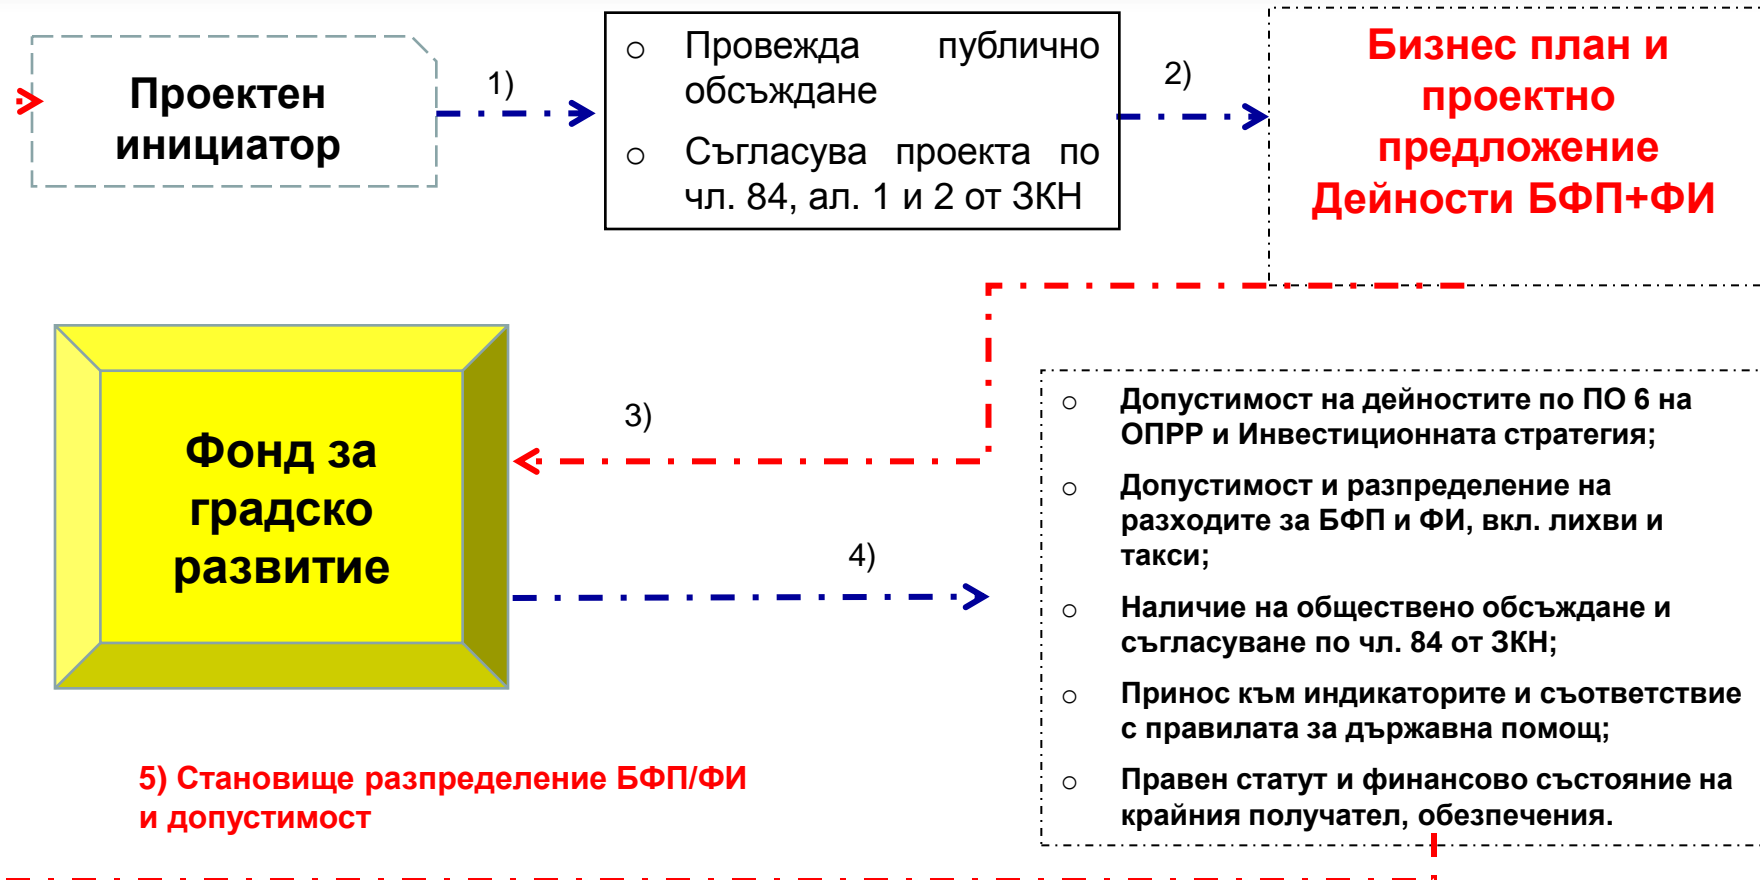 Проектен
инициатор
1)
o Провежда публично
обсъждане
o Съгласува проекта по
чл. 84, ал. 1 и 2 от ЗКН
2)
Бизнес план и
проектно
предложение
Дейности БФП+ФИ
Фонд за
градско
развитие
3)
4)
o Допустимост на дейностите по ПО 6 на
ОПРР и Инвестиционната стратегия;
o Допустимост и разпределение на
разходите за БФП и ФИ, вкл. лихви и
такси;
o Наличие на обществено обсъждане и
съгласуване по чл. 84 от ЗКН;
o Принос към индикаторите и съответствие
с правилата за държавна помощ;
o Правен статут и финансово състояние на
крайния получател, обезпечения.
5) Становище разпределение БФП/ФИ
и допустимост